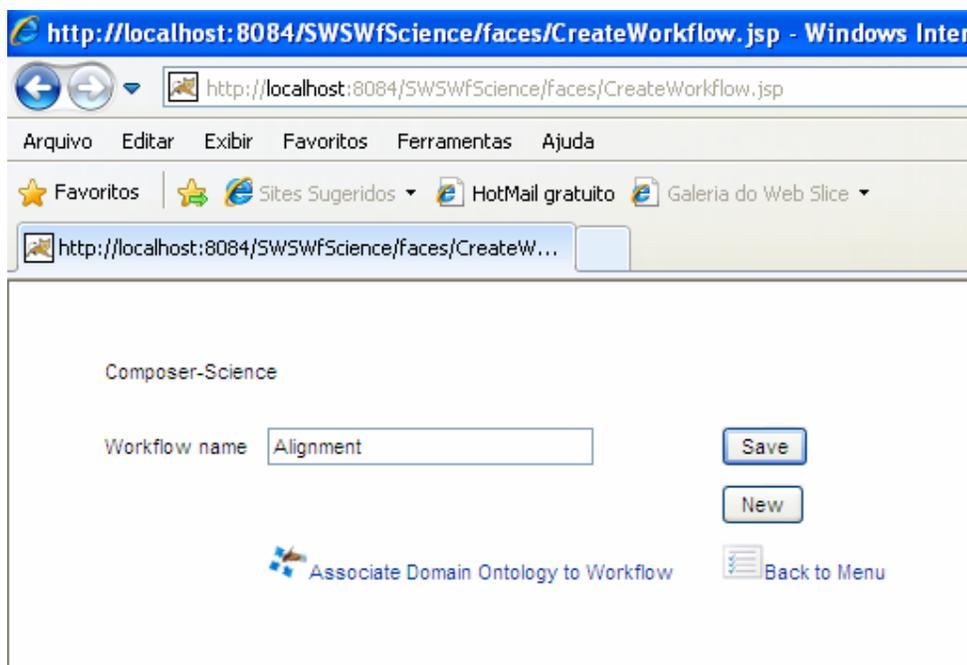 http://localhost:8084/SWSWfScience/faces/CreateWorkflow.jsp - Windows Inter
http://localhost:8084/SWSWfScience/faces/CreateWorkflow.jsp
Arquivo Editar Exibir Favoritos Ferramentas Ajuda
Favoritos Sites Sugeridos HotMail gratuito Galeria do Web Slice
http://localhost:8084/SWSWfScience/faces/CreateW...
Composer-Science
Workflow name Alignment Save
New
Associate Domain Ontology to Workflow Back to Menu